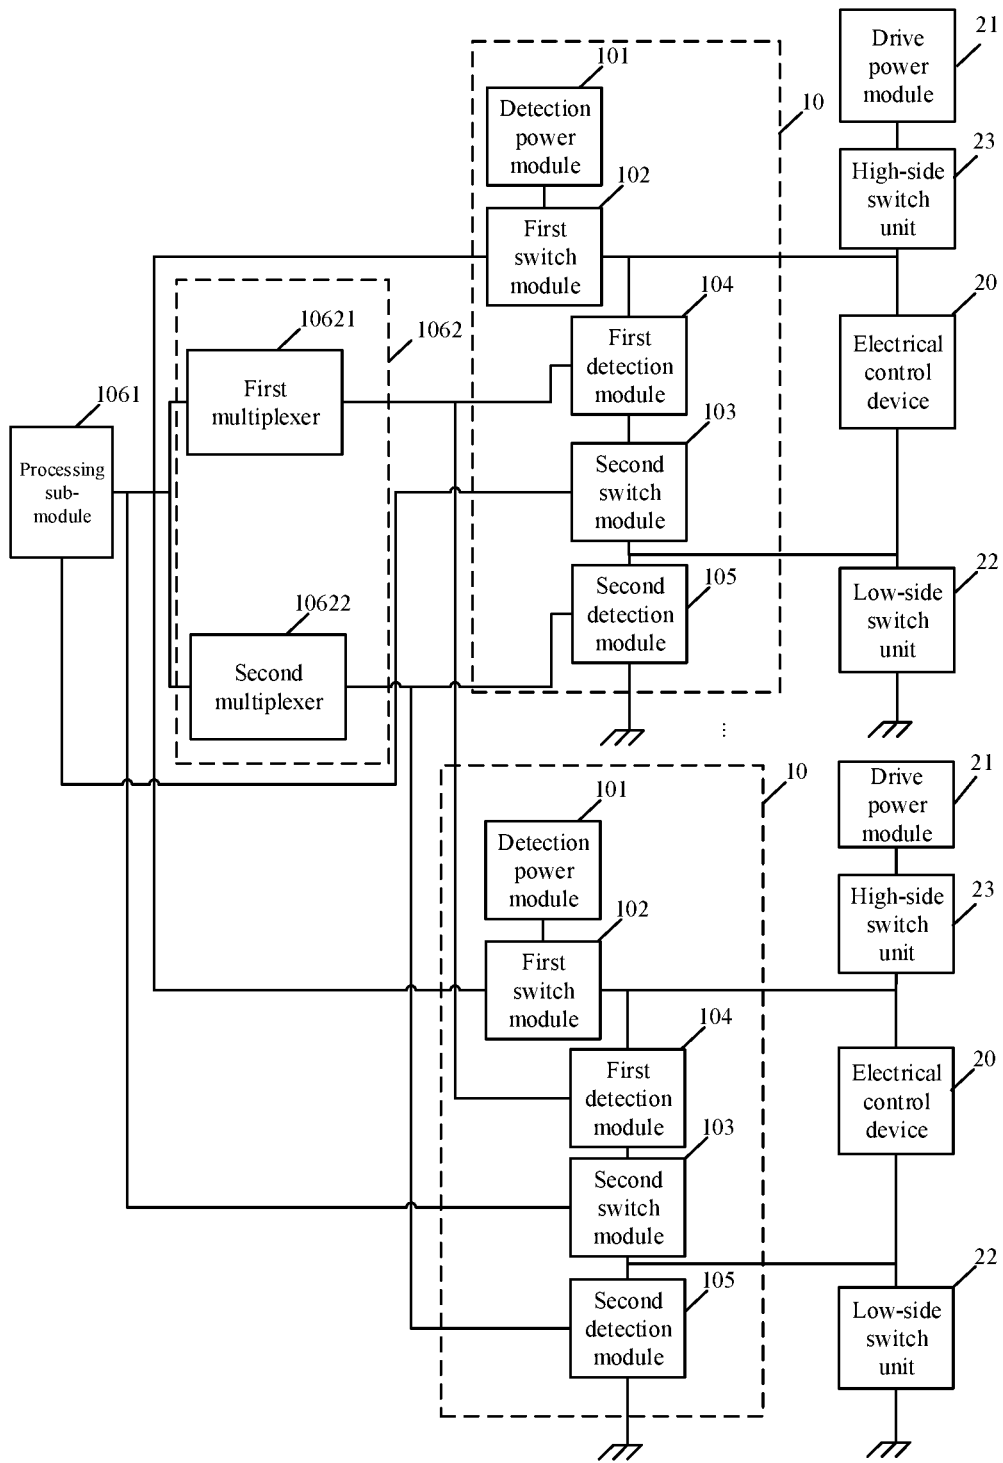 21
Drive
power
module
101
10
Detection
power
module
23
High-side
switch
unit
102
First
switch
module
104
20
10621
1062
First
multiplexer
First
detection
module
Electrical
control
device
1061
Processing
sub-
module
103
Second
switch
module
22
105
Second
detection
module
Low-side
switch
unit
10622
Second
multiplexer
...
21
Drive
power
module
10
101
Detection
power
module
23
High-side
switch
unit
102
First
switch
module
104
First
detection
module
20
Electrical
control
device
103
Second
switch
module
22
105
Second
detection
module
Low-side
switch
unit